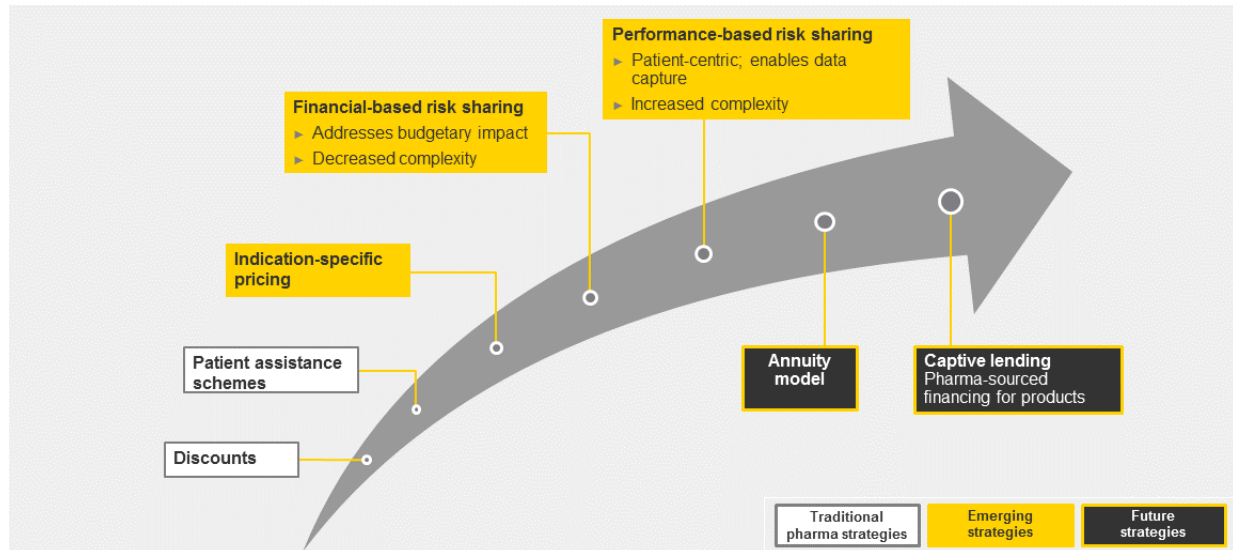 Performance-based risk sharing
► Patient-centric; enables data
capture
► Increased complexity
Financial-based risk sharing
► Addresses budgetary impact
► Decreased complexity
Indication-specific
pricing
Patient assistance
schemes
Discounts
Annuity
model
Captive lending
Pharma-sourced
financing for products
Traditional
pharma strategies
Emerging
strategies
Future
strategies